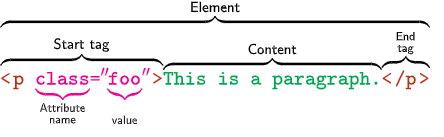 Element
Start tag
Content
End
tag
<p class="foo">This is a paragraph.</p>
Attribute
name
value